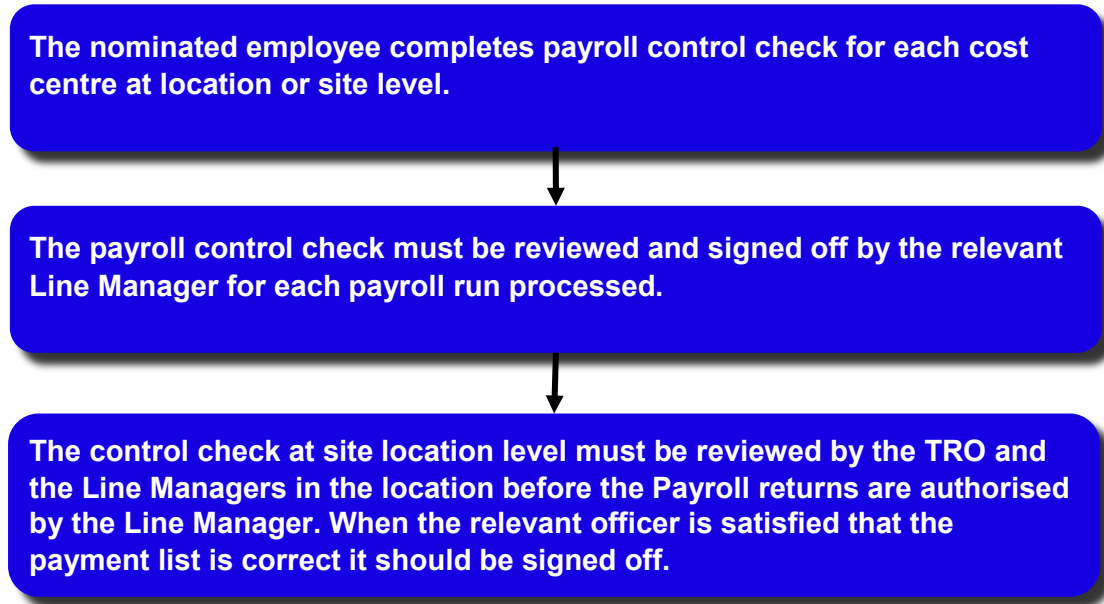 The nominated employee completes payroll control check for each cost
centre at location or site level.
The payroll control check must be reviewed and signed off by the relevant
Line Manager for each payroll run processed.
The control check at site location level must be reviewed by the TRO and
the Line Managers in the location before the Payroll returns are authorised
by the Line Manager. When the relevant officer is satisfied that the
payment list is correct it should be signed off.